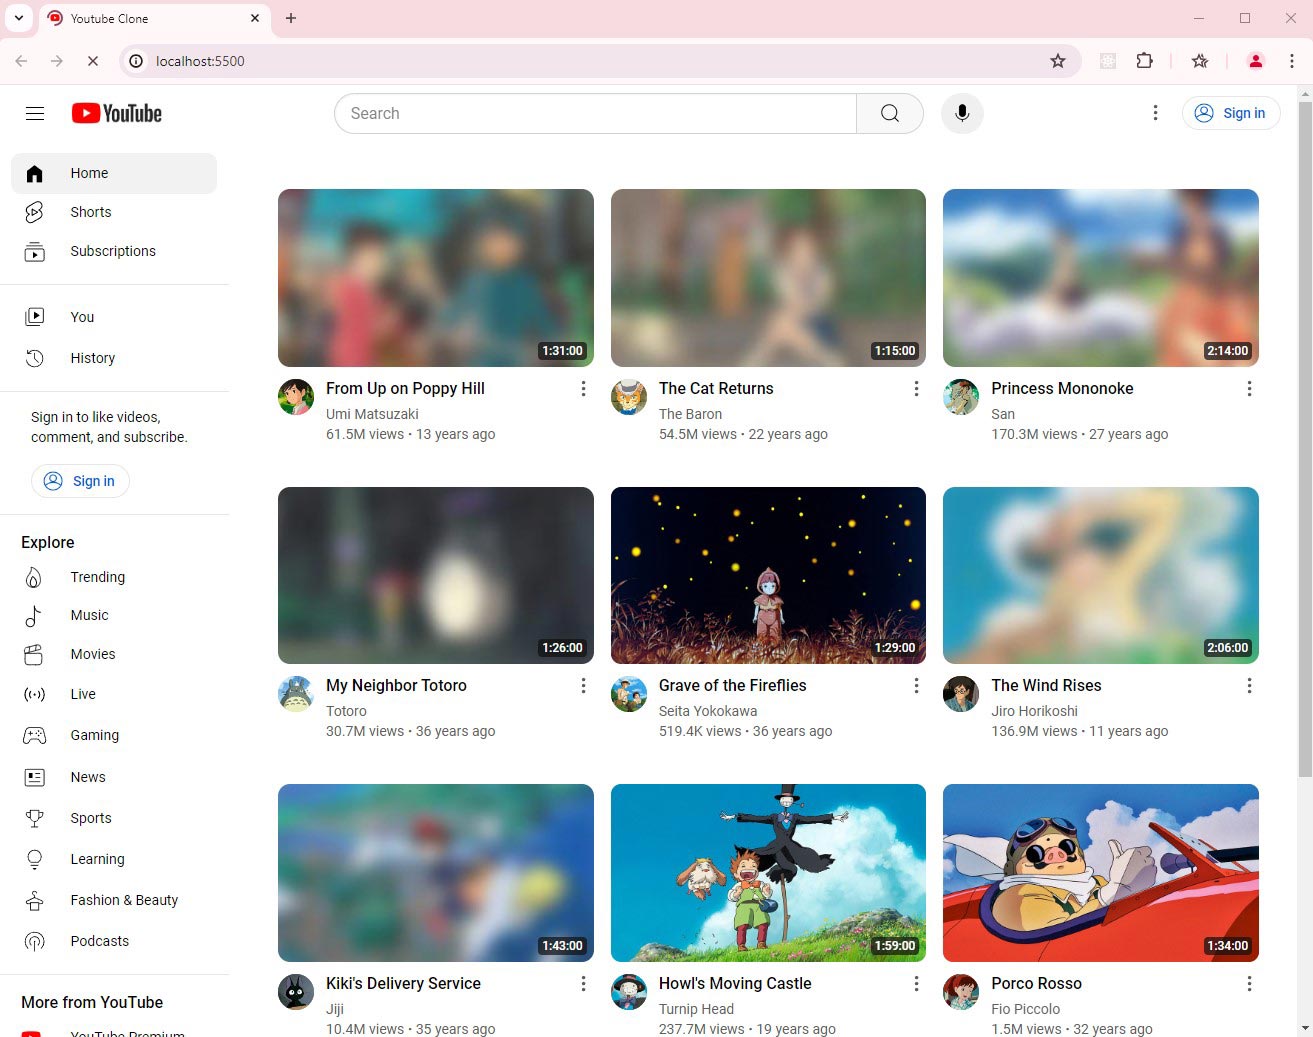 Youtube Clone
localhost:5500
YouTube
Search
Sign in
Home
Shorts
Subscriptions
You
History
Sign in to like videos,
comment, and subscribe.
Sign in
Explore
Trending
Music
Movies
Live
Gaming
News
Sports
Learning
Fashion & Beauty
Podcasts
More from YouTube
YouTube Premium
1:31:00
From Up on Poppy Hill
Umi Matsuzaki
61.5M views • 13 years ago
1:15:00
The Cat Returns
The Baron
54.5M views • 22 years ago
2:14:00
Princess Mononoke
San
170.3M views • 27 years ago
1:26:00
My Neighbor Totoro
Totoro
30.7M views • 36 years ago
1:29:00
Grave of the Fireflies
Seita Yokokawa
519.4K views • 36 years ago
2:06:00
The Wind Rises
Jiro Horikoshi
136.9M views • 11 years ago
1:43:00
Kiki's Delivery Service
Jiji
10.4M views • 35 years ago
1:59:00
Howl's Moving Castle
Turnip Head
237.7M views • 19 years ago
1:34:00
Porco Rosso
Fio Piccolo
1.5M views • 32 years ago